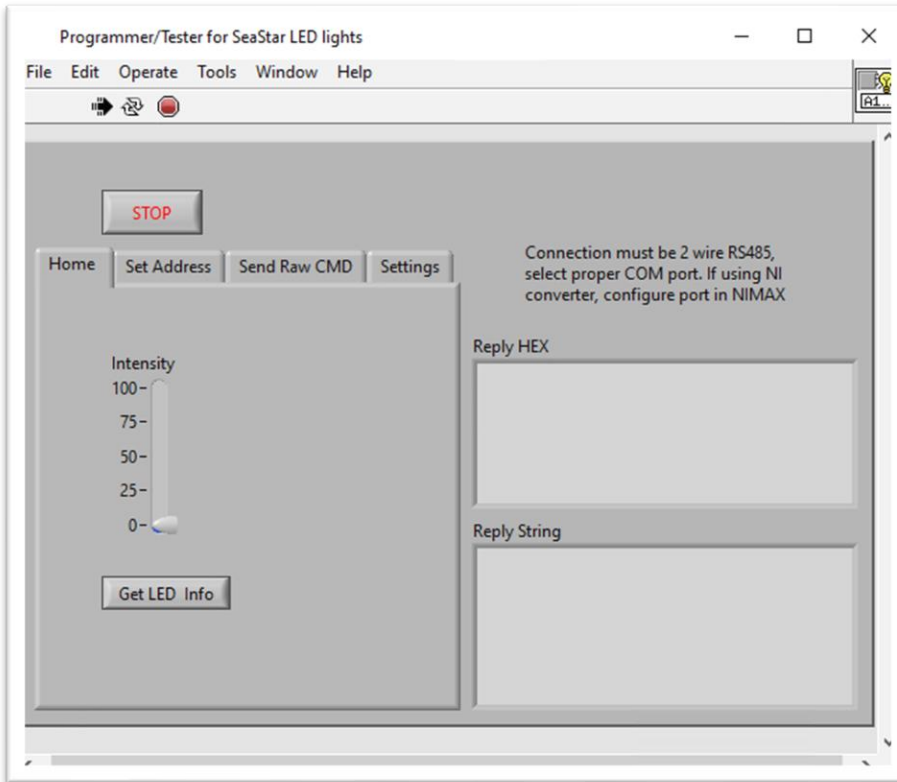 Programmer/Tester for SeaStar LED lights
File Edit Operate Tools Window Help
A1..
STOP
Home Set Address Send Raw CMD Settings
Connection must be 2 wire RS485,
select proper COM port. If using NI
converter, configure port in NIMAX
Intensity
100
75
50
25
0
Get LED Info
Reply HEX
Reply String